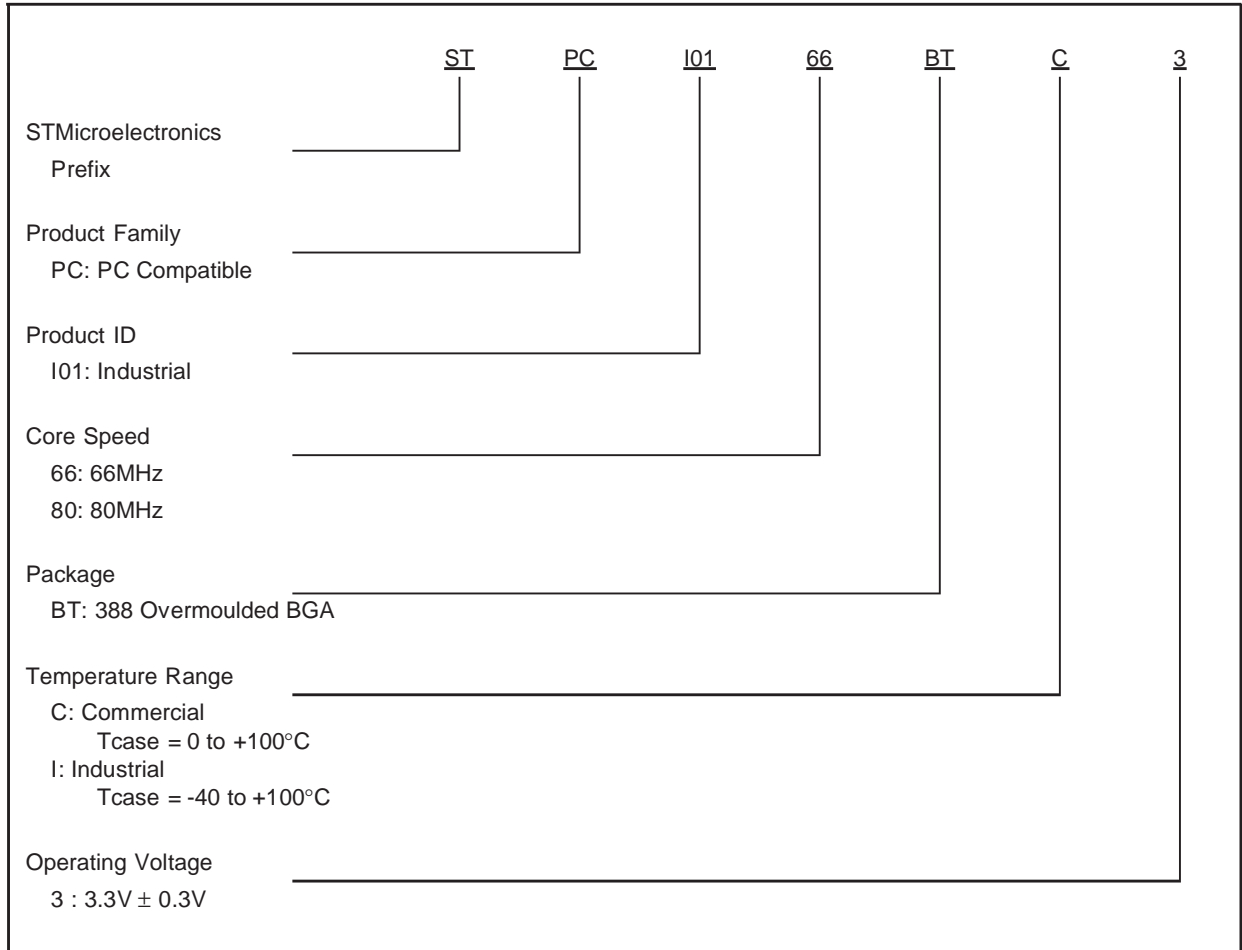 ST PC I01 66 BT C 3
STMicroelectronics
Prefix
Product Family
PC: PC Compatible
Product ID
I01: Industrial
Core Speed
66: 66MHz
80: 80MHz
Package
BT: 388 Overmoulded BGA
Temperature Range
C: Commercial
Tcase = 0 to +100°C
I: Industrial
Tcase = -40 to +100°C
Operating Voltage
3 : 3.3V ± 0.3V